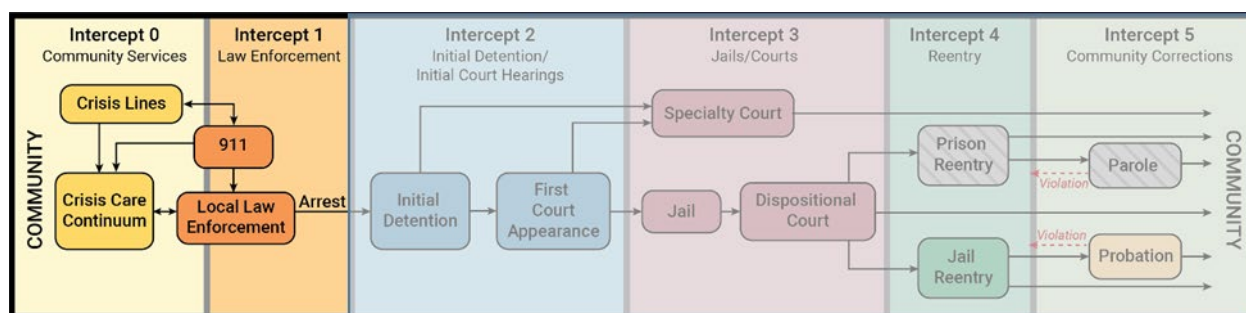 Intercept 0
Community Services
Intercept 1
Law Enforcement
Intercept 2
Initial Detention/
Initial Court Hearings
Intercept 3
Jails/Courts
Intercept 4
Reentry
Intercept 5
Community Corrections
COMMUNITY
Crisis Lines
911
Crisis Care
Continuum
Local Law
Enforcement
Arrest
Initial
Detention
First
Court
Appearance
Specialty Court
Jail
Dispositional
Court
Prison
Reentry
Parole
Violation
Violation
Jail
Reentry
Probation
COMMUNITY